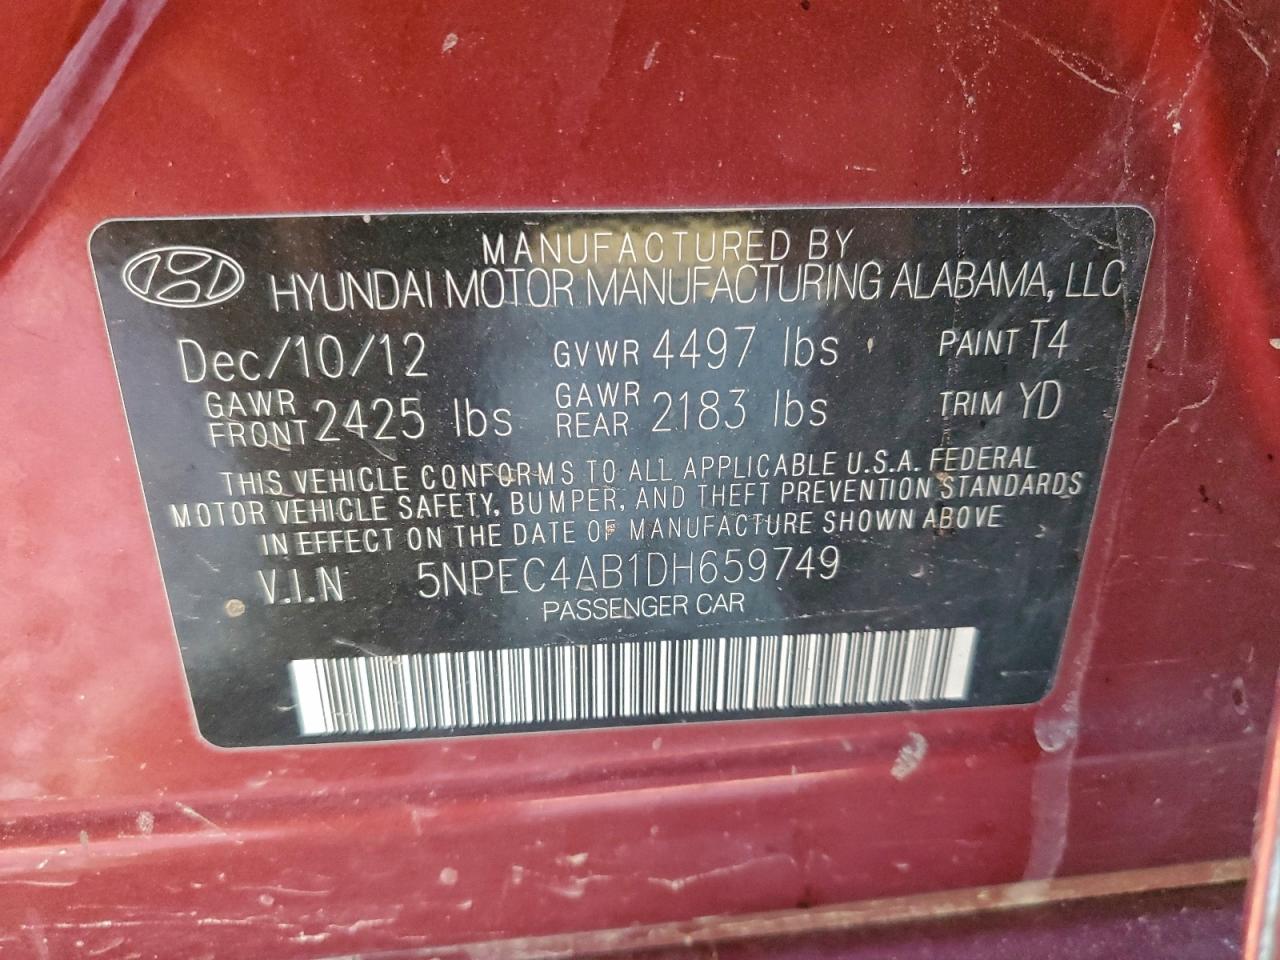 MANUFACTURED BY
HYUNDAI MOTOR MANUFACTURING ALABAMA, LLC
Dec/10/12 GVWR 4497 lbs PAINT T4
GAWR FRONT 2425 lbs GAWR REAR 2183 lbs TRIM YD
THIS VEHICLE CONFORMS TO ALL APPLICABLE U.S.A. FEDERAL
MOTOR VEHICLE SAFETY, BUMPER, AND THEFT PREVENTION STANDARDS
IN EFFECT ON THE DATE OF MANUFACTURE SHOWN ABOVE
V.I.N 5NPEC4AB1DH659749
PASSENGER CAR